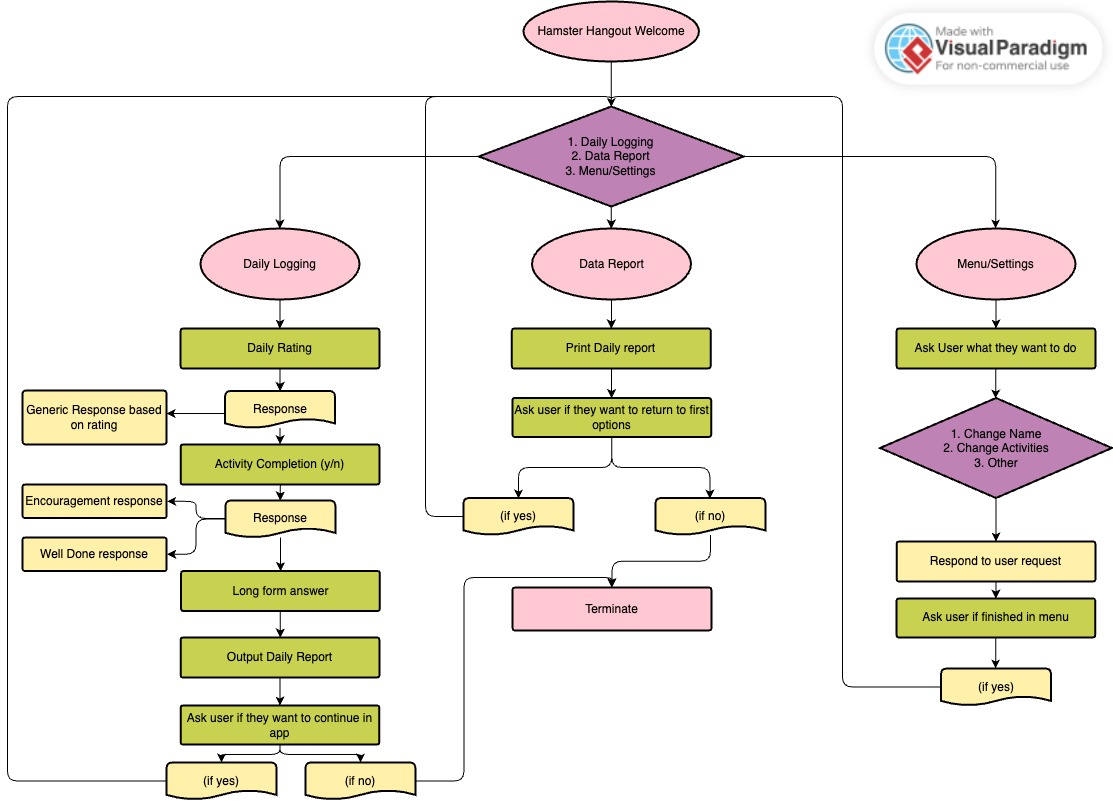 Hamster Hangout Welcome
Made with
VisualParadigm
For non-commercial use
1. Daily Logging
2. Data Report
3. Menu/Settings
Daily Logging
Data Report
Menu/Settings
Daily Rating
Print Daily report
Ask User what they want to do
Generic Response based
on rating
Response
Ask user if they want to return to first
options
1. Change Name
2. Change Activities
3. Other
Activity Completion (y/n)
Encouragement response
Response
(if yes)
(if no)
Well Done response
Respond to user request
Long form answer
Terminate
Ask user if finished in menu
Output Daily Report
(if yes)
Ask user if they want to continue in
app
(if yes)
(if no)